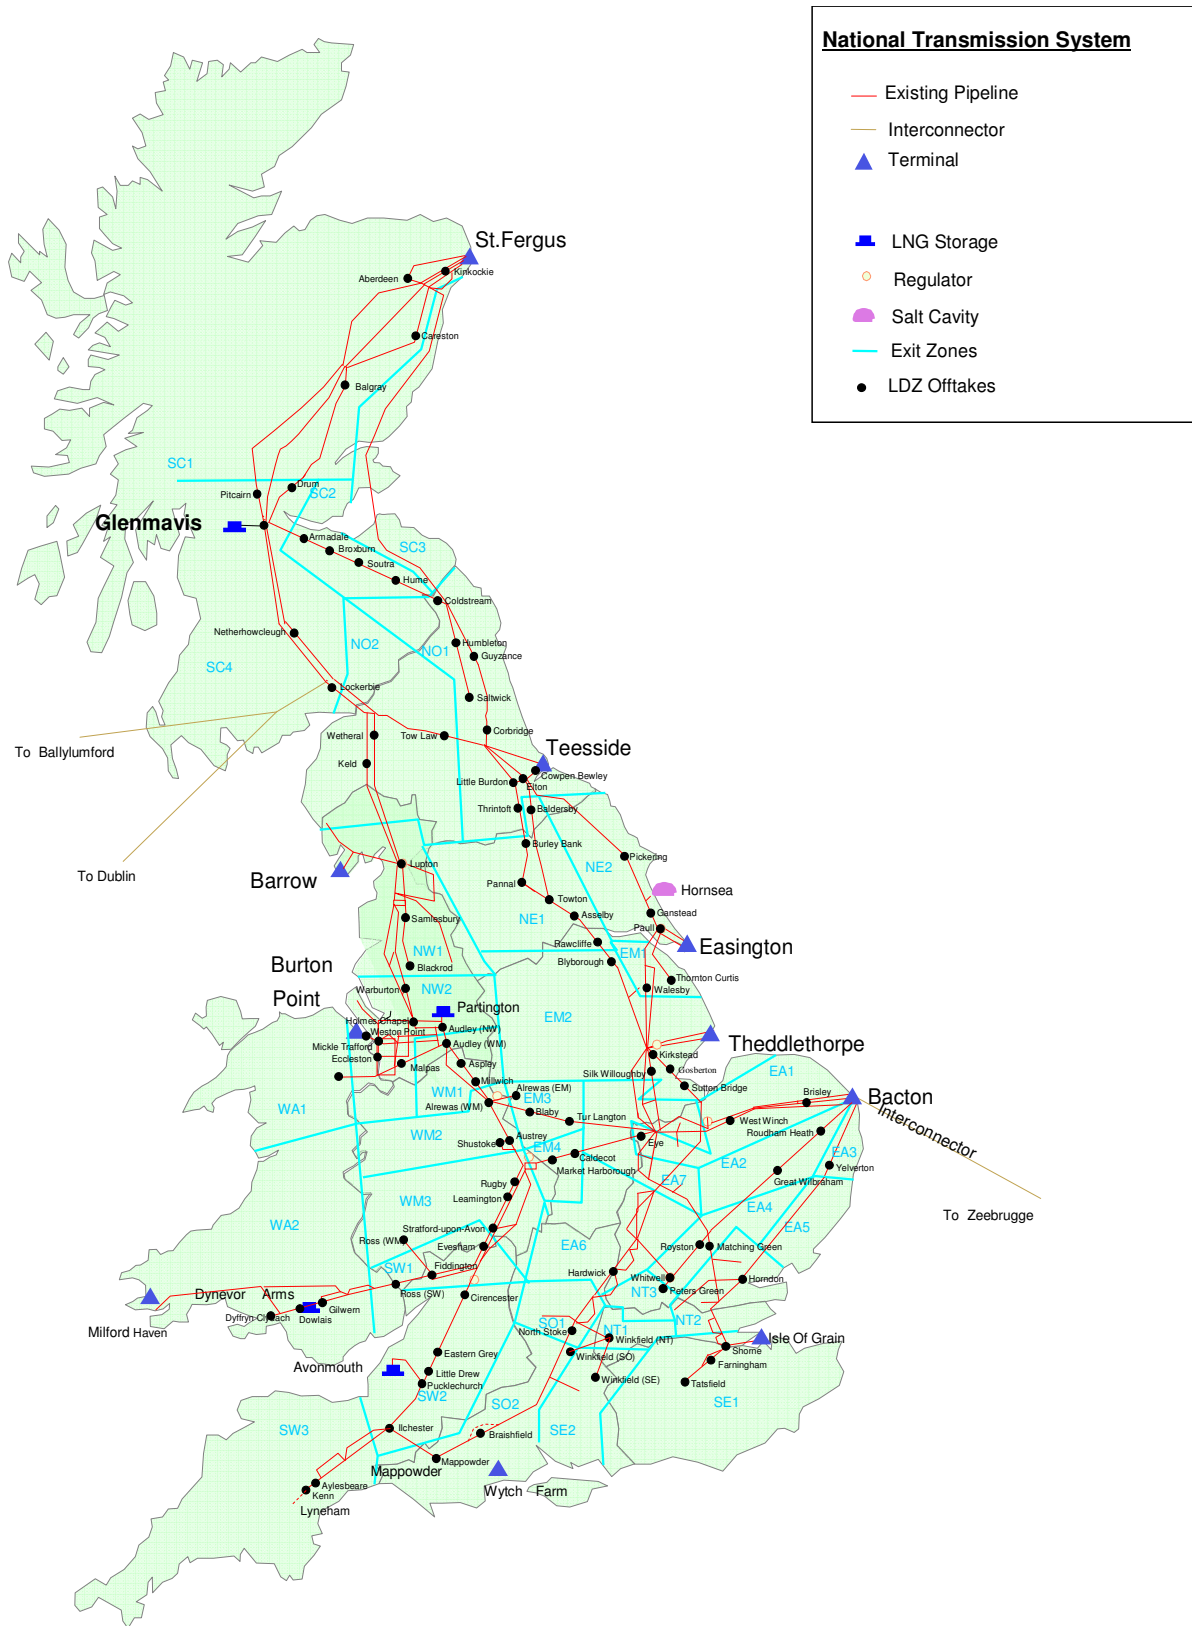 National Transmission System
Existing Pipeline
Interconnector
Terminal
LNG Storage
Regulator
Salt Cavity
Exit Zones
LDZ Offtakes
St.Fergus
Aberdeen
Kinkockie
Careston
Balgray
SC1
Drum
SC2
Pitcairn
Glenmavis
Armadale
Broxburn
SC3
Soutra
Hume
Coldstream
Netherhowcleugh
NO2
NO1
Humbleton
Guyzance
SC4
Lockerbie
Saltwick
To Ballylumford
Wetheral
Tow Law
Corbridge
Teesside
Keld
Cowpen Bewley
Little Burdon
Elton
Thrintoft
Baldersby
Burley Bank
To Dublin
Barrow
Lupton
Pickering
NE2
Pannal
Hornsea
Towton
Samlesbury
NE1
Asselby
Ganstead
Paull
Rawcliffe
Easington
NW1
EM1
Burton
Point
Blackrod
Blyborough
Thornton Curtis
Warburton
NW2
Walesby
Partington
EM2
Holmes Chapel
Weston Point
Audley (NW)
Mickle Trafford
Audley (WM)
Theddlethorpe
Eccleston
Malpas
Aspley
Kirkstead
Silk Willoughby
Gosberton
Millwich
EA1
Sutton Bridge
WM1
Alrewas (EM)
EM3
Brisley
Bacton
WA1
Alrewas (WM)
Blaby
Tur Langton
West Winch
Interconnector
Roudham Heath
WM2
Shustoke
Austrey
Eye
EM4
Caldecot
EA3
Market Harborough
EA2
Yelverton
Great Wilbraham
Rugby
EA7
WM3
Leamington
To Zeebrugge
EA4
WA2
Stratford-upon-Avon
EA5
Ross (WM)
Evesham
EA6
Royston
Matching Green
SW1
Fiddington
Hardwick
Whitwell
Horndon
Dynevor Arms
Ross (SW)
Peters Green
NT3
Cirencester
Gilwern
Dyffryn Clydach
Dowlais
SO1
NT2
Milford Haven
North Stoke
NT1
Winkfield (NT)
Isle Of Grain
Eastern Grey
Winkfield (SO)
Shorne
Avonmouth
Little Drew
Farningham
Pucklechurch
Winkfield (SE)
Tatsfield
SW2
SO2
SE1
SW3
Ilchester
SE2
Braishfield
Mappowder
Mappowder
Aylesbeare
Kenn
Wytch Farm
Lyneham